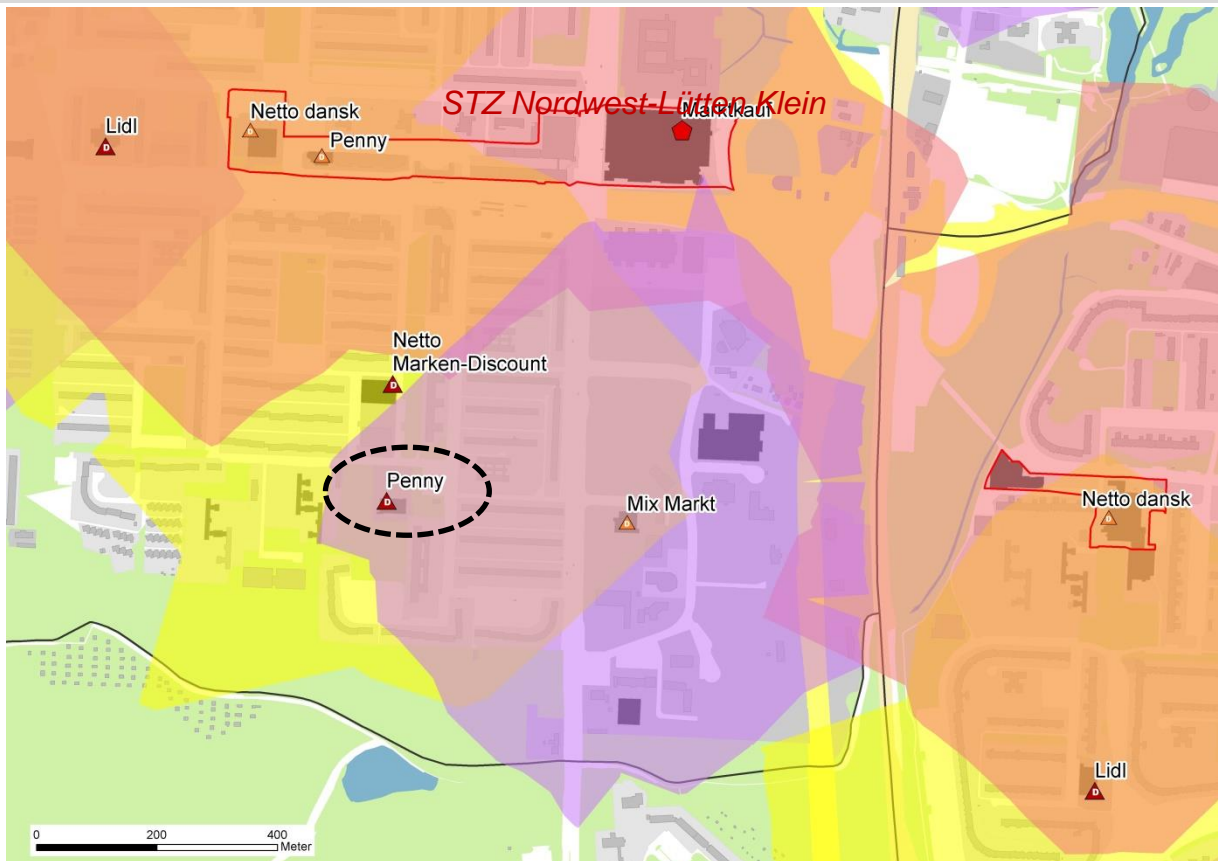 STZ Nordwest-Lütten Klein
Marktkauf
Lidl
D
Netto dansk
D
Penny
D
Netto
Marken-Discount
D
Penny
D
Mix Markt
D
Netto dansk
D
Lidl
D
0 200 400
Meter